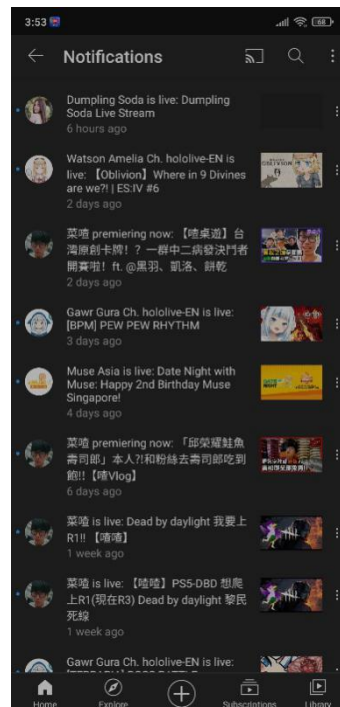 3:53
68
Notifications
Dumpling Soda is live: Dumpling
Soda Live Stream
6 hours ago
Watson Amelia Ch. hololive-EN is
live: 【Oblivion】Where in 9 Divines
are we?! | ES:IV #6
2 days ago
菜喳 premiering now: 【喳桌遊】台
灣原創卡牌！？ 一群中二病發決鬥者
開賽啦！ft. @黑羽、凱洛、餅乾
2 days ago
Gawr Gura Ch. hololive-EN is live:
[BPM] PEW PEW RHYTHM
3 days ago
Muse Asia is live: Date Night with
Muse: Happy 2nd Birthday Muse
Singapore!
4 days ago
菜喳 premiering now: 「邱榮耀鮭魚
壽司郎」本人?!和粉絲去壽司郎吃到
飽!!【喳Vlog】
6 days ago
菜喳 is live: Dead by daylight 我要上
R1!! 【喳喳】
1 week ago
菜喳 is live: 【喳喳】PS5-DBD 想爬
上R1(現在R3) Dead by daylight 黎民
死線
1 week ago
Gawr Gura Ch. hololive-EN is live:
Home
Explore
Subscriptions
Library